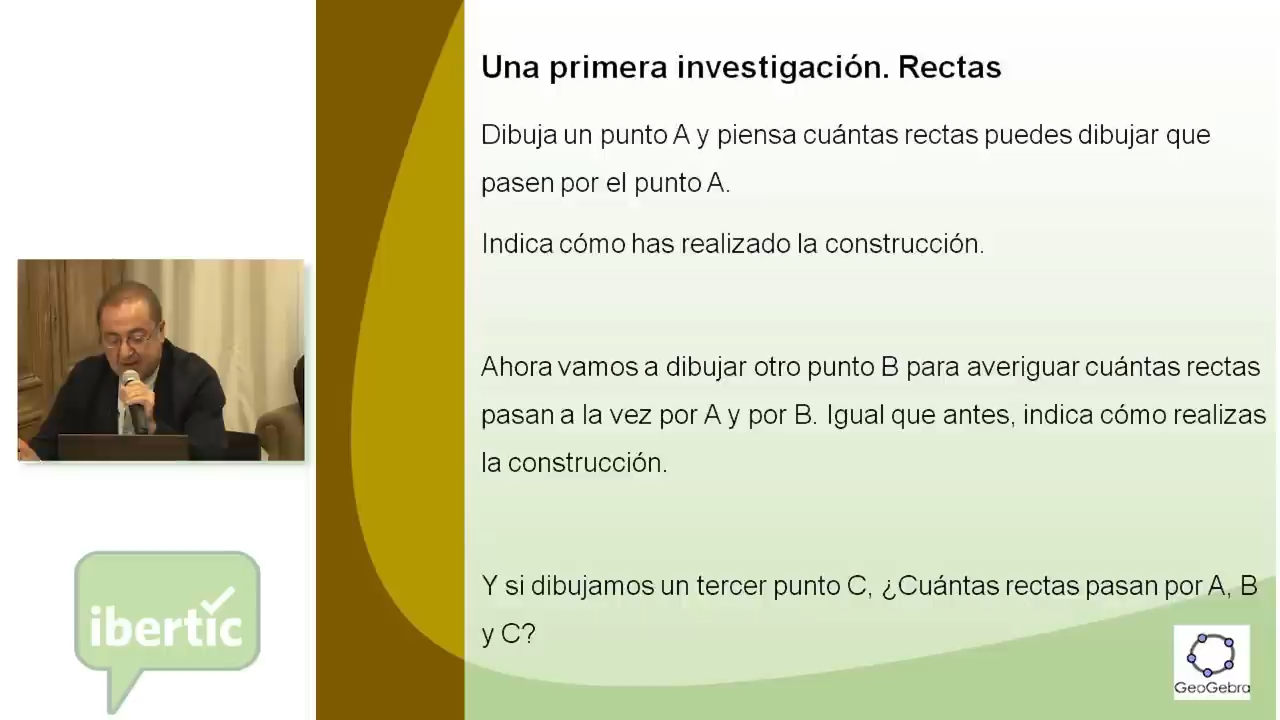 Una primera investigación. Rectas
Dibuja un punto A y piensa cuántas rectas puedes dibujar que
pasen por el punto A.
Indica cómo has realizado la construcción.
Ahora vamos a dibujar otro punto B para averiguar cuántas rectas
pasan a la vez por A y por B. Igual que antes, indica cómo realizas
la construcción.
Y si dibujamos un tercer punto C, ¿Cuántas rectas pasan por A, B
y C?
ibertic
GeoGebra